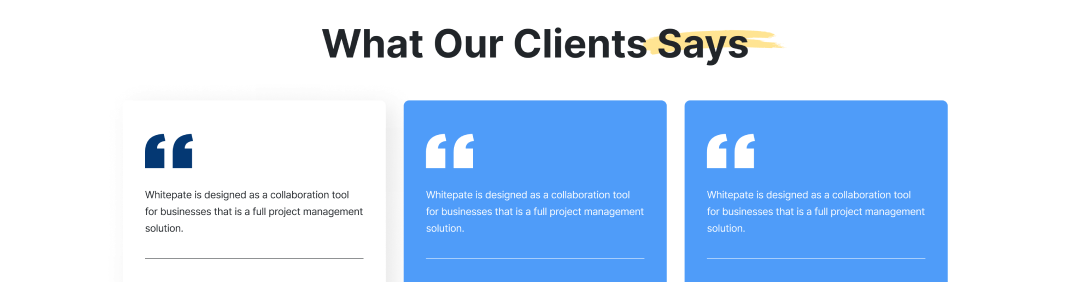 What Our Clients Says
Whitepate is designed as a collaboration tool
for businesses that is a full project management
solution.
Whitepate is designed as a collaboration tool
for businesses that is a full project management
solution.
Whitepate is designed as a collaboration tool
for businesses that is a full project management
solution.